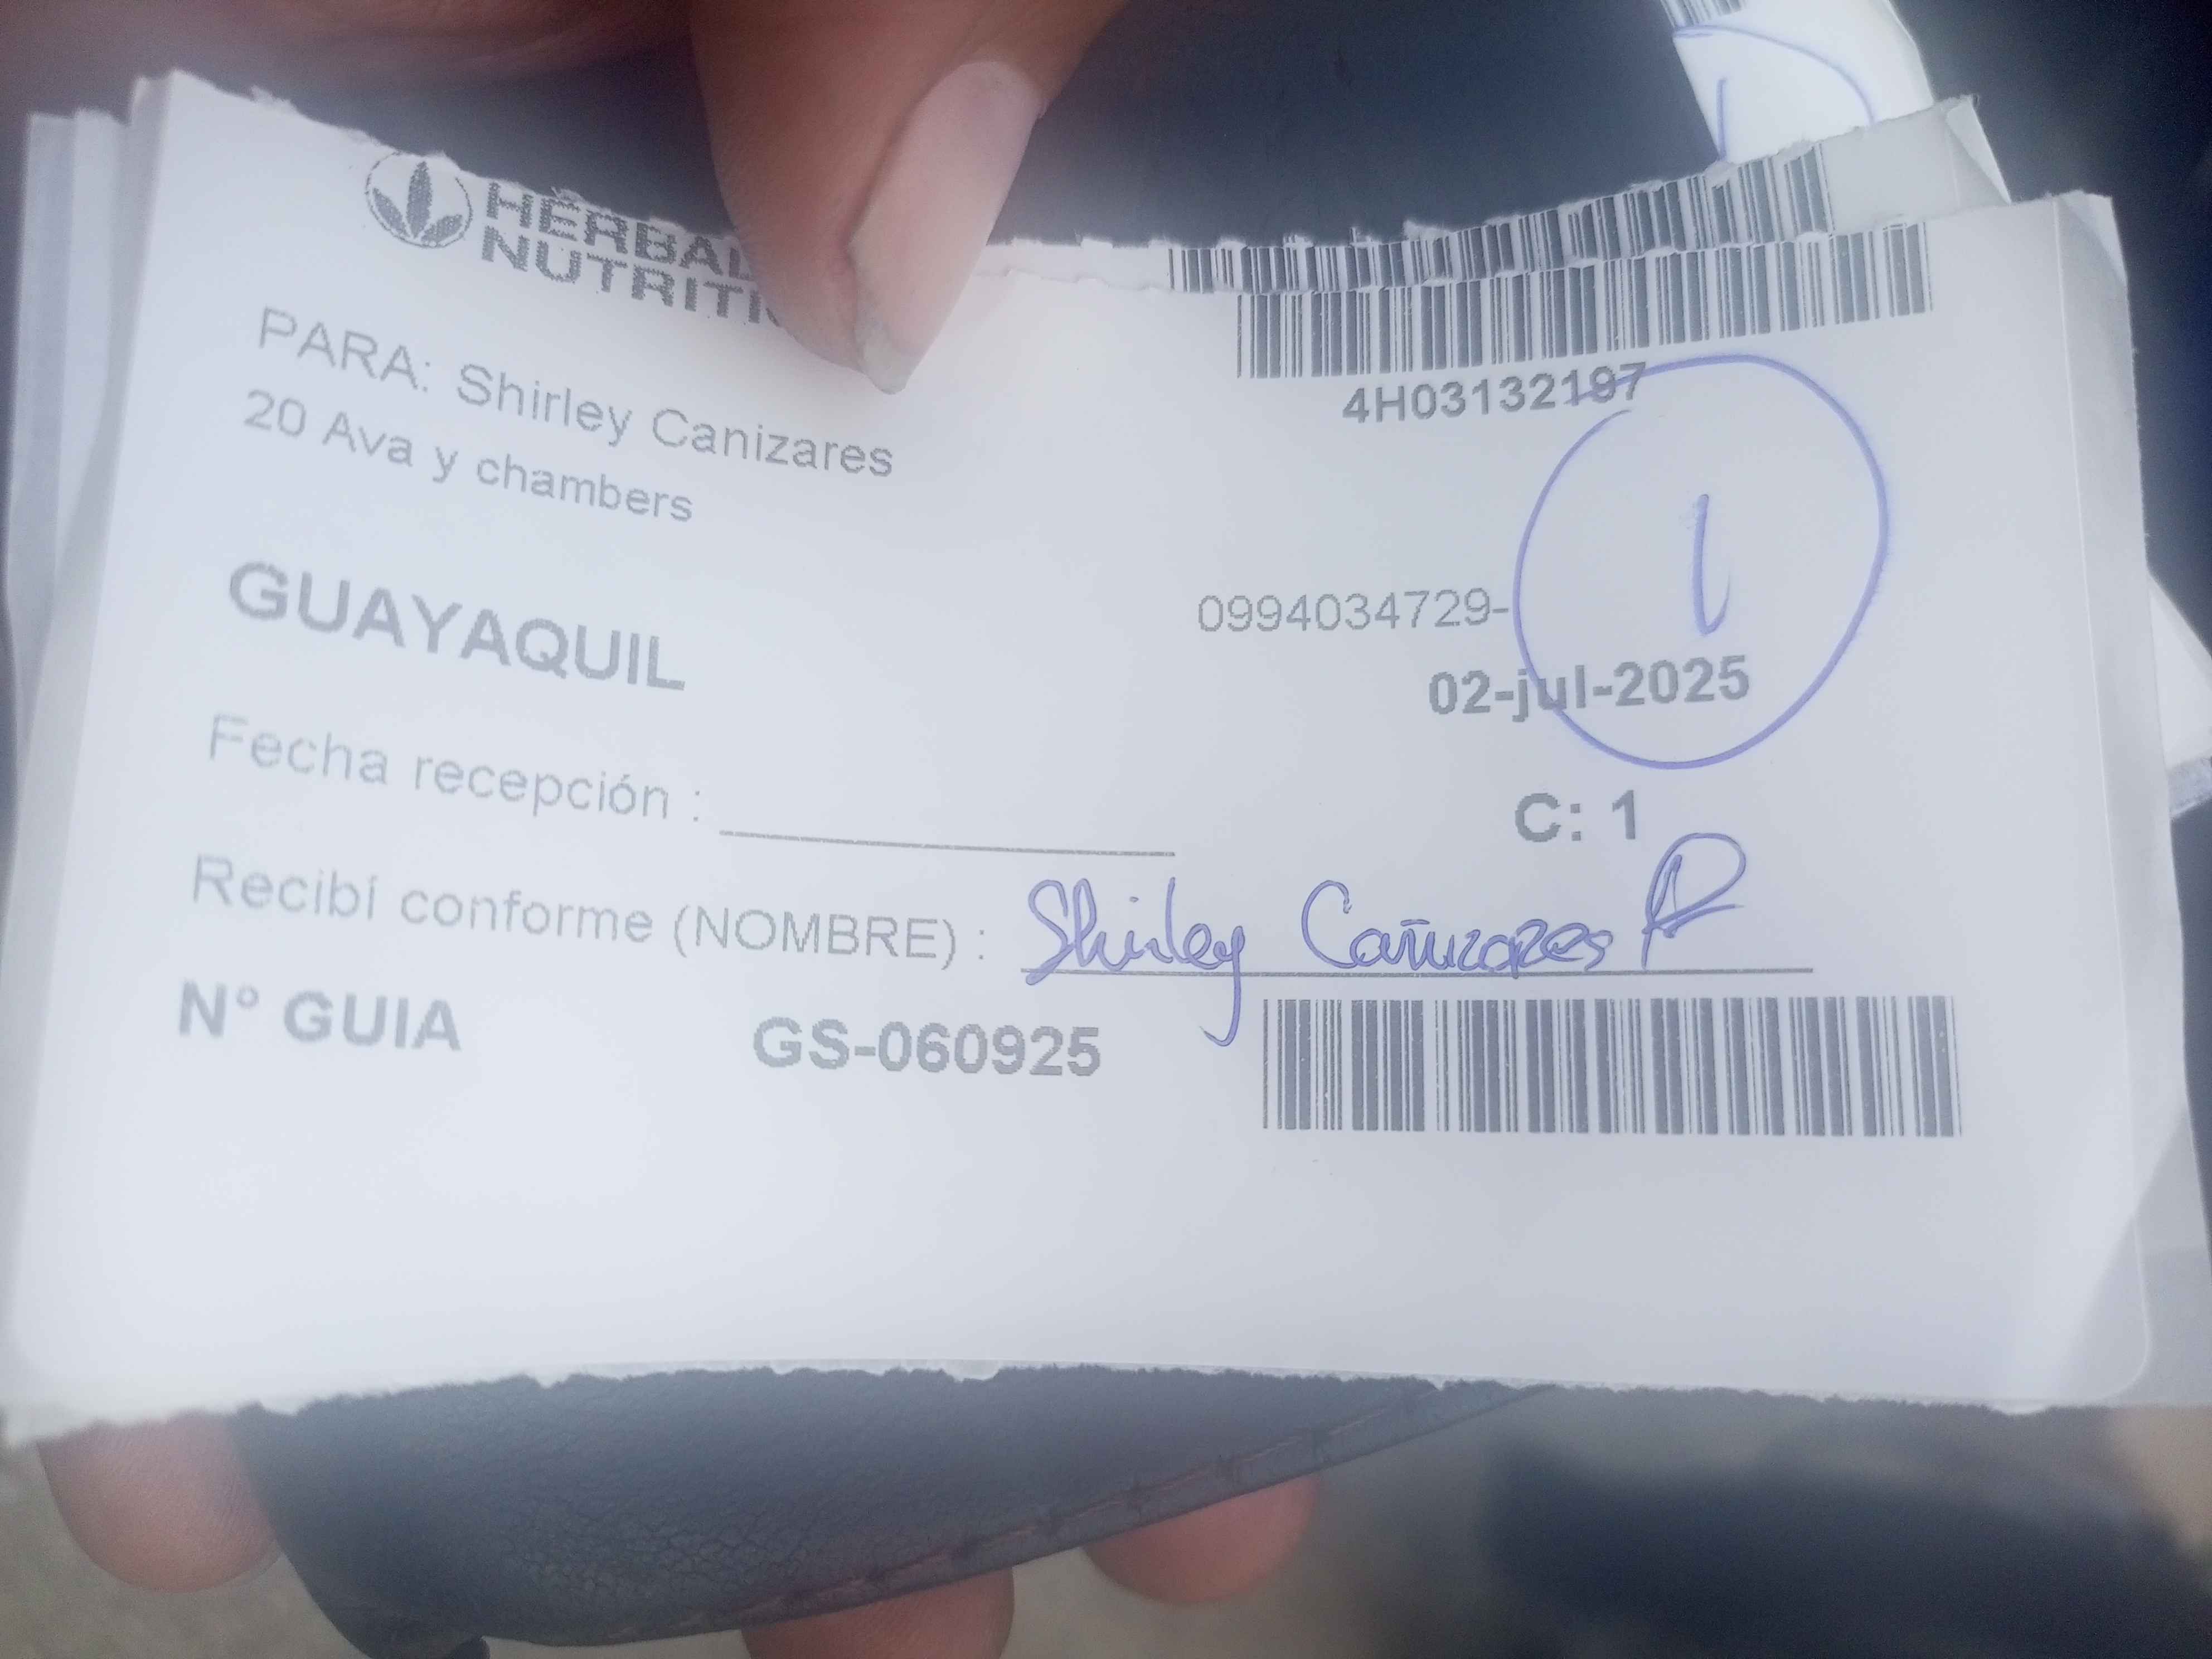 HERBAL
NUTRITI
4H03132197
PARA: Shirley Canizares
20 Ava y chambers
1
0994034729-
GUAYAQUIL
02-jul-2025
Fecha recepción :
C: 1
Recibí conforme (NOMBRE) : Shirley Cañizares A
N° GUIA GS-060925